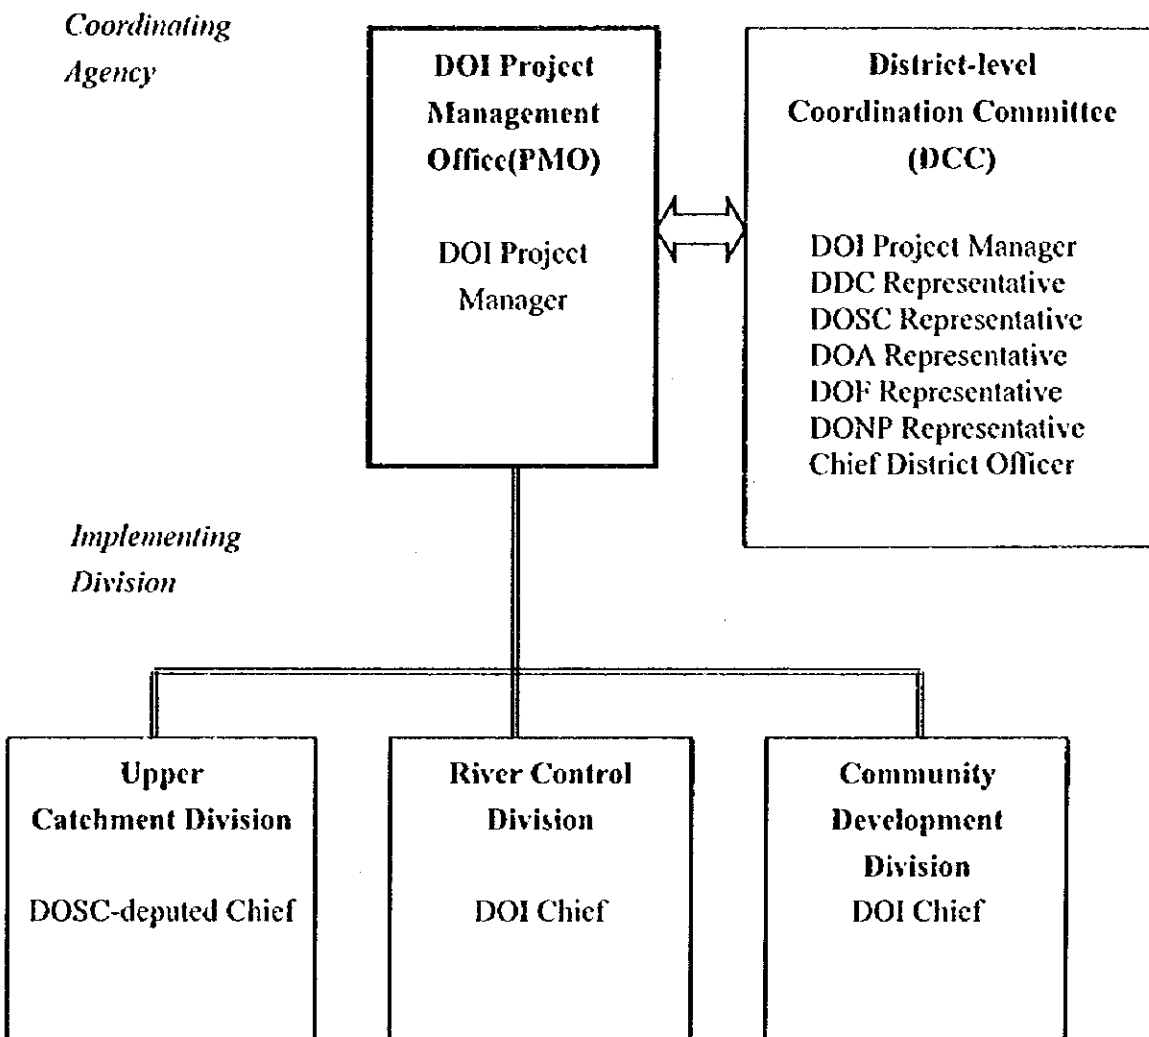 Coordinating
Agency
DOI Project
Management
Office(PMO)
DOI Project
Manager
District-level
Coordination Committee
(DCC)
DOI Project Manager
DDC Representative
DOSC Representative
DOA Representative
DOF Representative
DONP Representative
Chief District Officer
Implementing
Division
Upper
Catchment Division
DOSC-deputed Chief
River Control
Division
DOI Chief
Community
Development
Division
DOI Chief